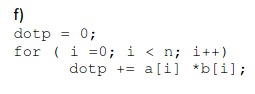 f)
dotp = 0;
for ( i =0; i < n; i++)
dotp += a[i] *b[i];